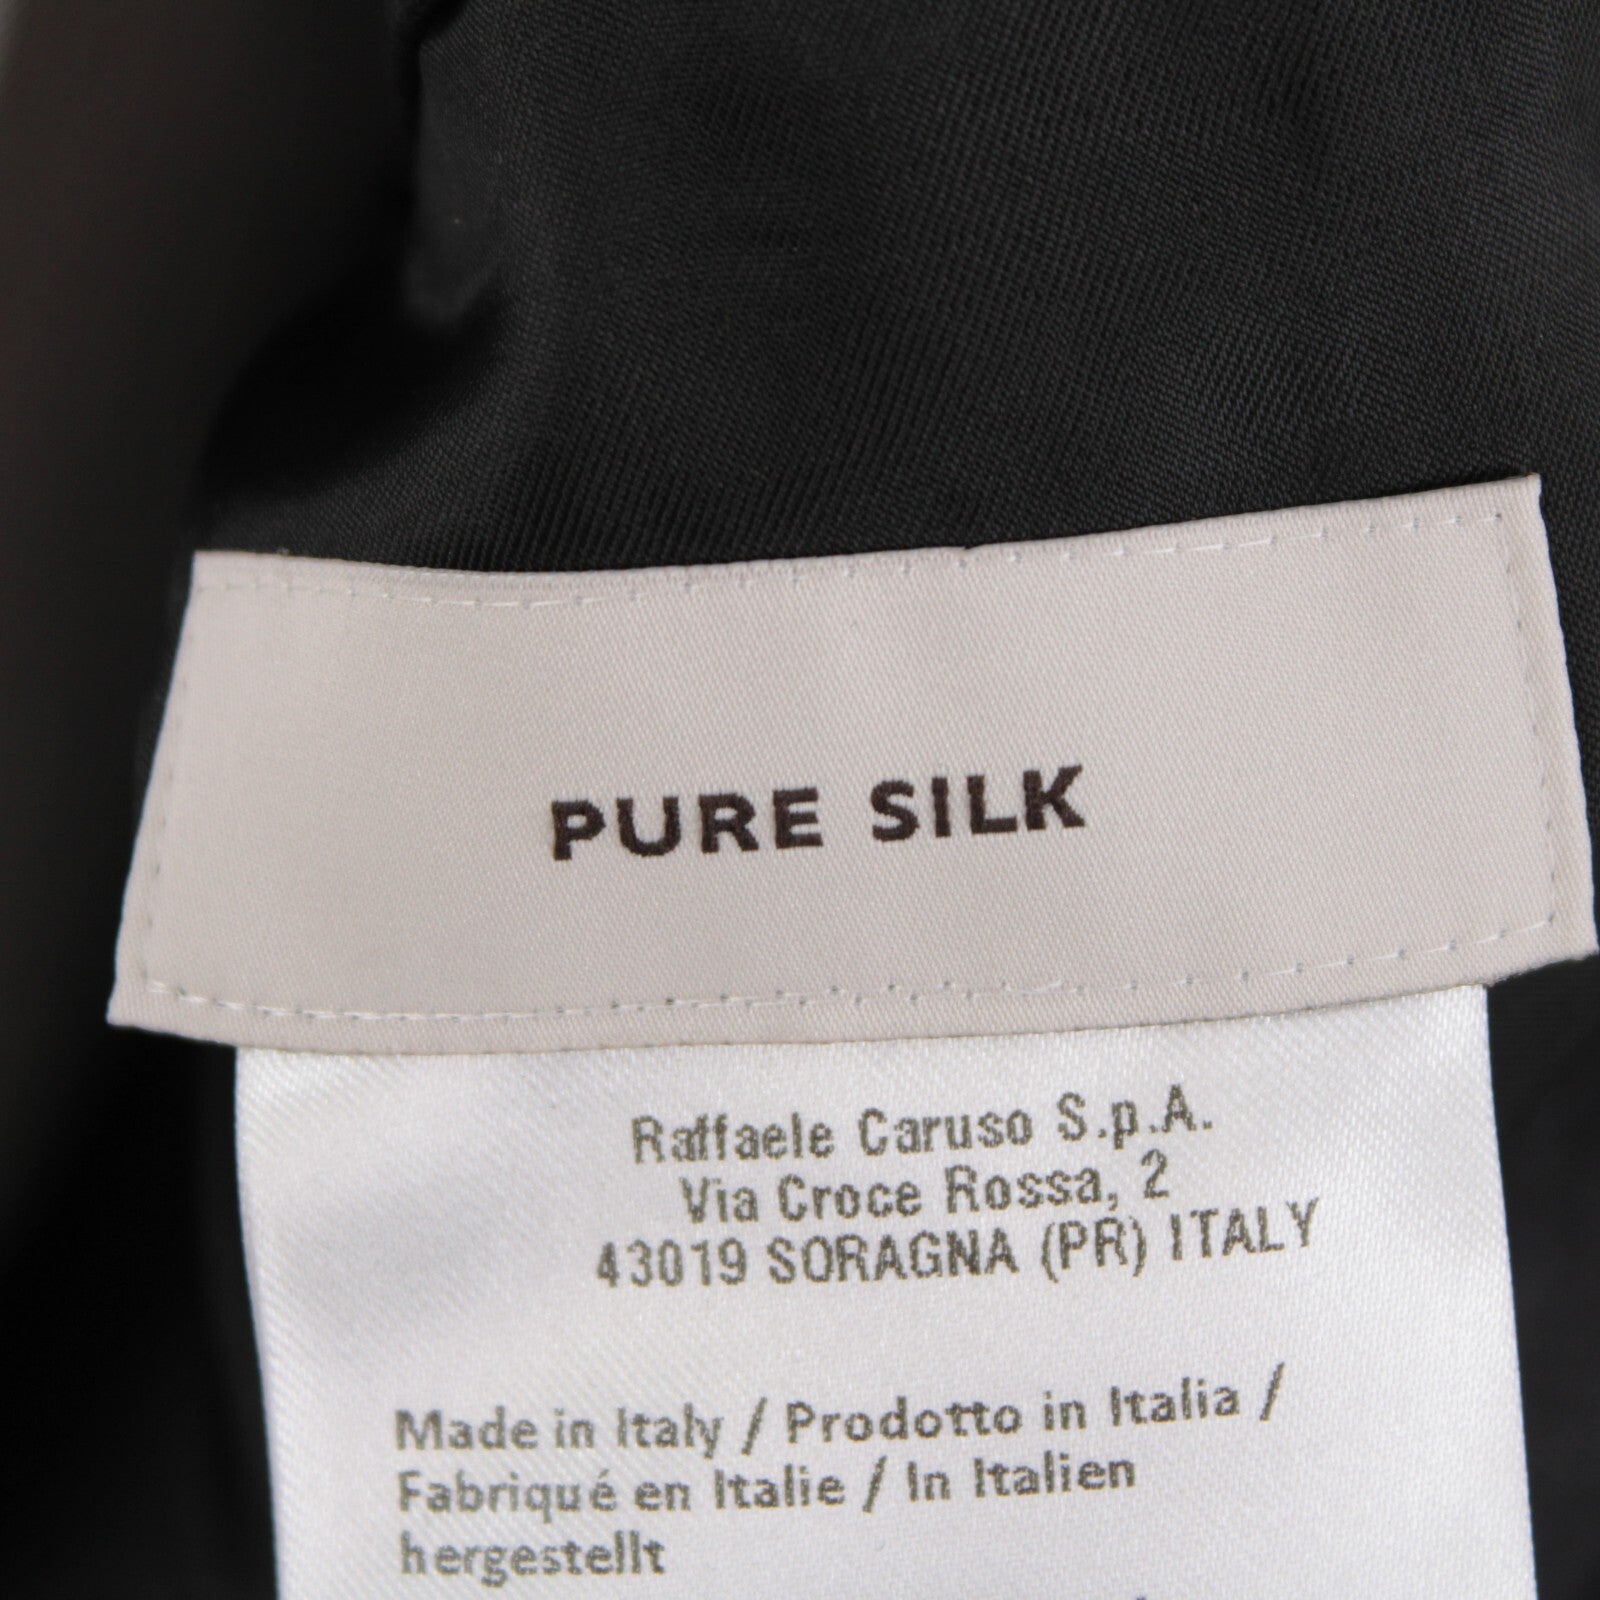 PURE SILK
Raffaele Caruso S.p.A.
Via Croce Rossa, 2
43019 SORAGNA (PR) ITALY
Made in Italy / Prodotto in Italia /
Fabriqué en Italie / In Italien
hergestellt